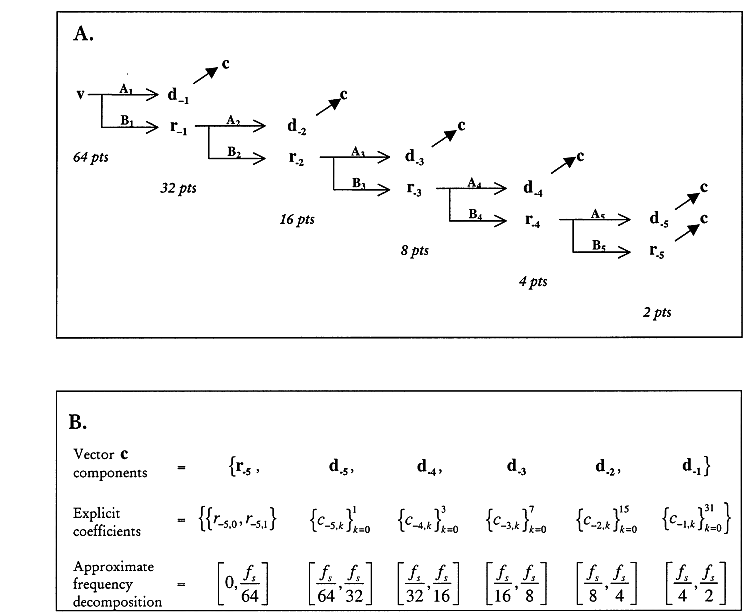 A.
c
v A₁ d₋₁ c
B₁ r₋₁ A₂ d₋₂ c
64 pts B₂ r₋₂ A₃ d₋₃ c
32 pts B₃ r₋₃ A₄ d₋₄ c
16 pts B₄ r₋₄ A₅ d₋₅ c
8 pts B₅ r₋₅
4 pts
2 pts
B.
Vector c components = {r₋₅, d₋₅, d₋₄, d₋₃ d₋₂, d₋₁}
Explicit coefficients = {{r₋₅,₀, r₋₅,₁} {c₋₅,ₖ}¹ₖ₌₀ {c₋₄,ₖ}³ₖ₌₀ {c₋₃,ₖ}⁷ₖ₌₀ {c₋₂,ₖ}¹⁵ₖ₌₀ {c₋₁,ₖ}³¹ₖ₌₀}
Approximate frequency decomposition = [0, fₛ/64] [fₛ/64, fₛ/32] [fₛ/32, fₛ/16] [fₛ/16, fₛ/8] [fₛ/8, fₛ/4] [fₛ/4, fₛ/2]